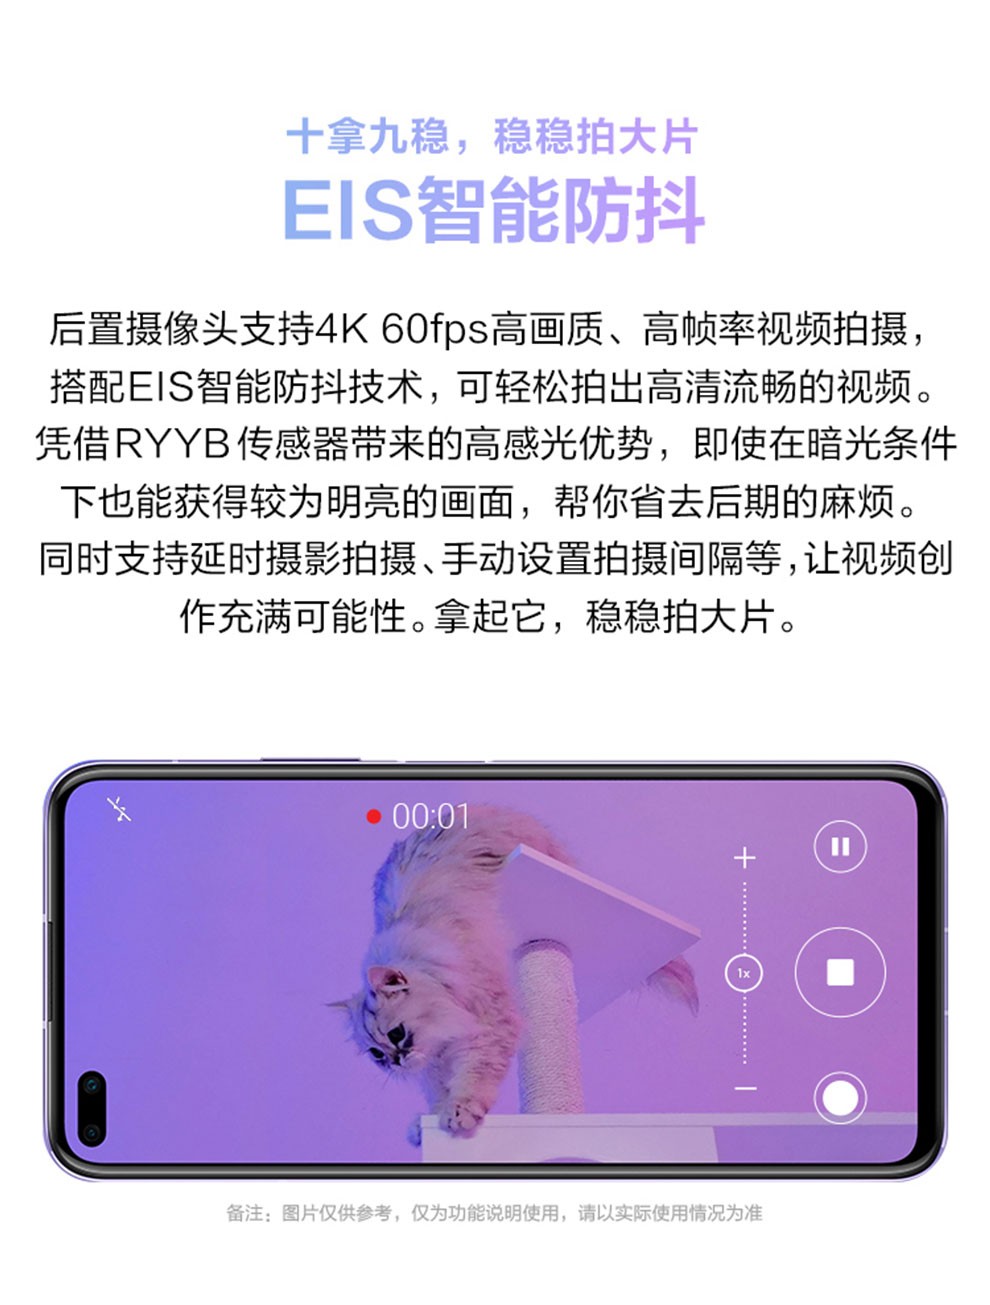 十拿九稳，稳稳拍大片
EIS智能防抖
后置摄像头支持4K 60fps高画质、高帧率视频拍摄，
搭配EIS智能防抖技术，可轻松拍出高清流畅的视频。
凭借RYYB传感器带来的高感光优势，即使在暗光条件
下也能获得较为明亮的画面，帮你省去后期的麻烦。
同时支持延时摄影拍摄、手动设置拍摄间隔等，让视频创
作充满可能性。拿起它，稳稳拍大片。
00:01
1x
备注：图片仅供参考，仅为功能说明使用，请以实际使用情况为准